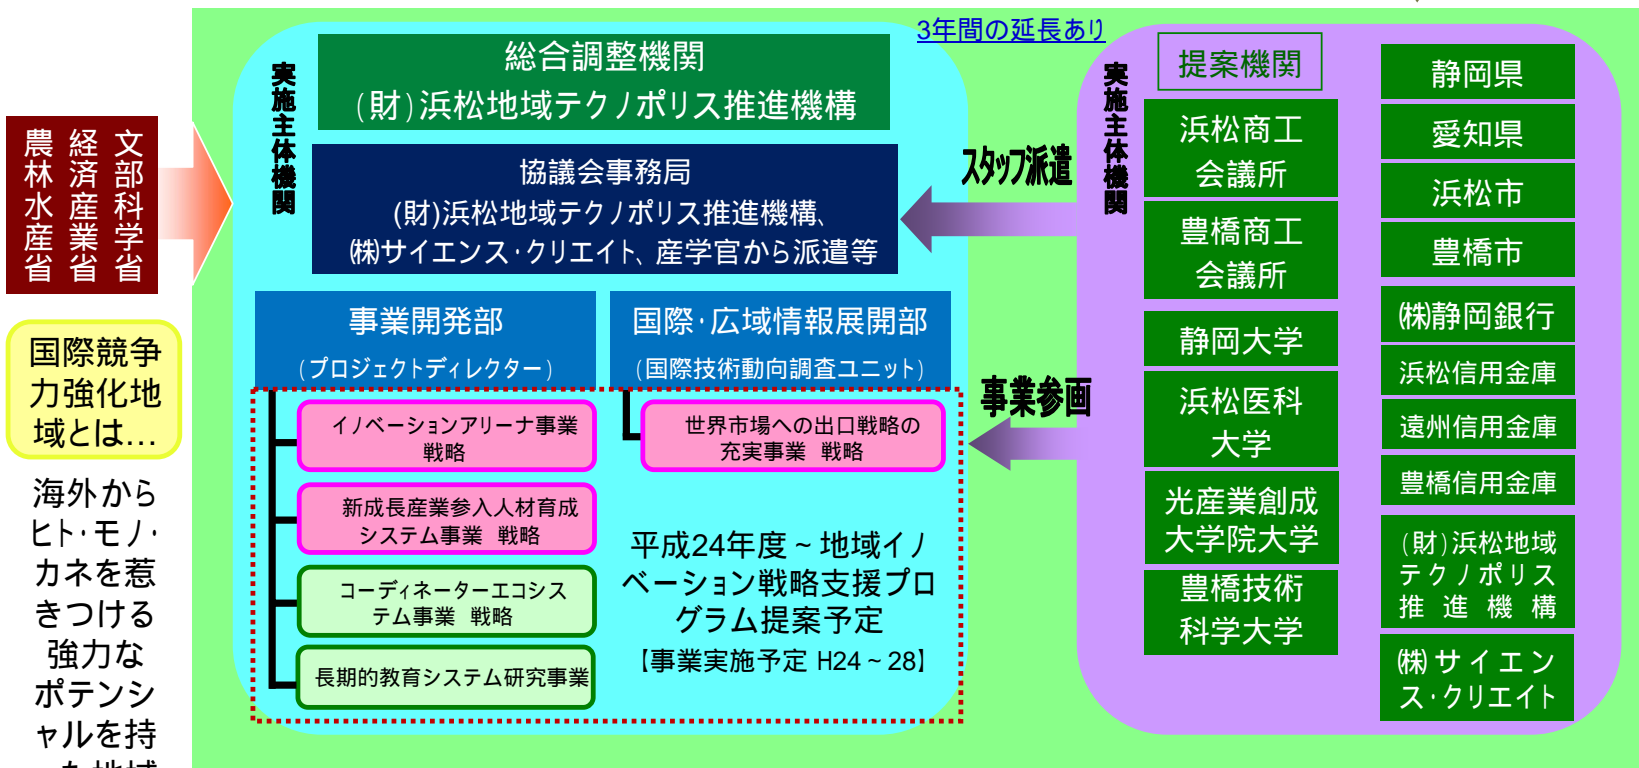 3年間の延長あり
文部科学省
経済産業省
農林水産省
国際競争
力強化地
域とは…
海外から
ヒト・モノ・
カネを惹
きつける
強力な
ポテンシ
ャルを持
実施主体機関
総合調整機関
(財)浜松地域テクノポリス推進機構
協議会事務局
(財)浜松地域テクノポリス推進機構、
㈱サイエンス・クリエイト、産学官から派遣等
事業開発部
(プロジェクトディレクター)
国際・広域情報展開部
(国際技術動向調査ユニット)
イノベーションアリーナ事業
戦略
新成長産業参入人材育成
システム事業 戦略
コーディネーターエコシス
テム事業 戦略
長期的教育システム研究事業
世界市場への出口戦略の
充実事業 戦略
平成24年度~地域イノ
ベーション戦略支援プロ
グラム提案予定
【事業実施予定 H24~28】
スタッフ派遣
事業参画
実施主体機関
提案機関
浜松商工
会議所
豊橋商工
会議所
静岡大学
浜松医科
大学
光産業創成
大学院大学
豊橋技術
科学大学
静岡県
愛知県
浜松市
豊橋市
㈱静岡銀行
浜松信用金庫
遠州信用金庫
豊橋信用金庫
(財)浜松地域
テクノポリス
推進機構
㈱サイエン
ス・クリエイト